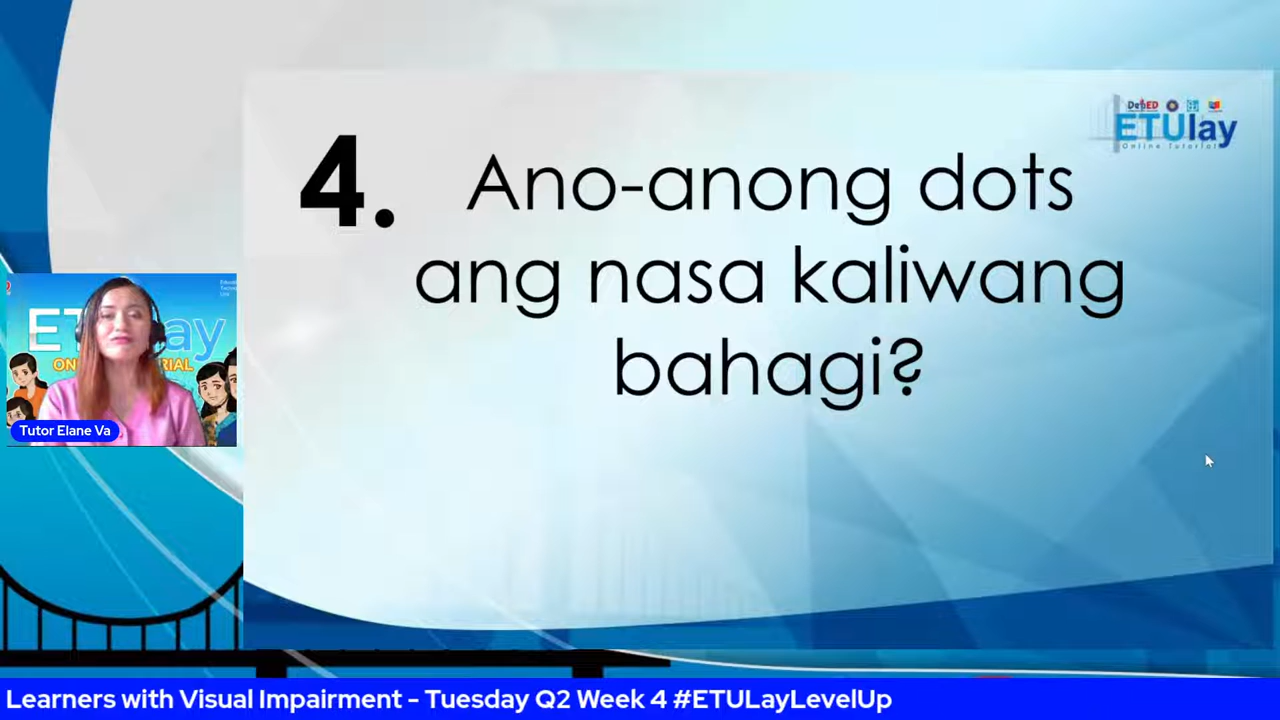 DepED
ETUlay
Online Tutorial
4. Ano-anong dots
ang nasa kaliwang
bahagi?
Tutor Elane Va
Learners with Visual Impairment - Tuesday Q2 Week 4 #ETULayLevelUp